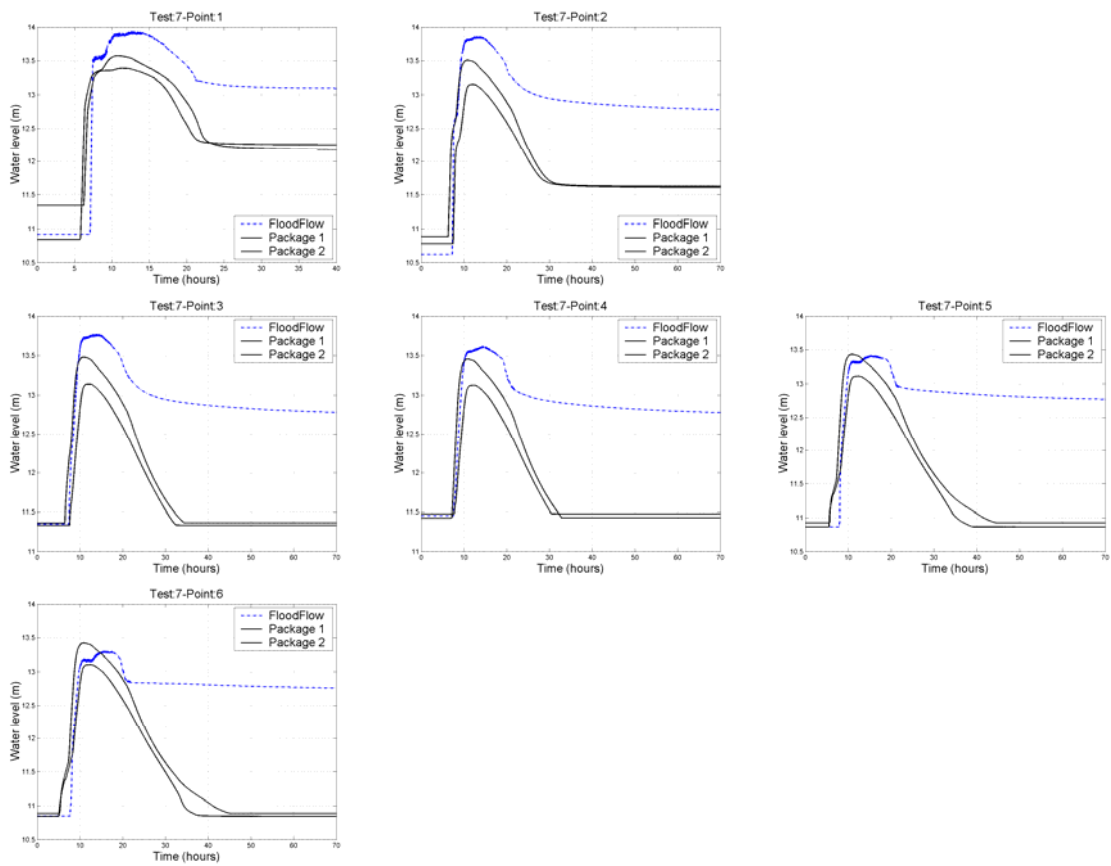 Test:7-Point:1
14
13.5
13
12.5
12
11.5
11
10.5
Water level (m)
FloodFlow
Package 1
Package 2
0 5 10 15 20 25 30 35 40
Time (hours)
Test:7-Point:2
14
13.5
13
12.5
12
11.5
11
10.5
Water level (m)
FloodFlow
Package 1
Package 2
0 10 20 30 40 50 60 70
Time (hours)
Test:7-Point:3
14
13.5
13
12.5
12
11.5
11
Water level (m)
FloodFlow
Package 1
Package 2
0 10 20 30 40 50 60 70
Time (hours)
Test:7-Point:4
14
13.5
13
12.5
12
11.5
11
Water level (m)
FloodFlow
Package 1
Package 2
0 10 20 30 40 50 60 70
Time (hours)
Test:7-Point:5
14
13.5
13
12.5
12
11.5
11
10.5
Water level (m)
FloodFlow
Package 1
Package 2
0 10 20 30 40 50 60 70
Time (hours)
Test:7-Point:6
14
13.5
13
12.5
12
11.5
11
10.5
Water level (m)
FloodFlow
Package 1
Package 2
0 10 20 30 40 50 60 70
Time (hours)